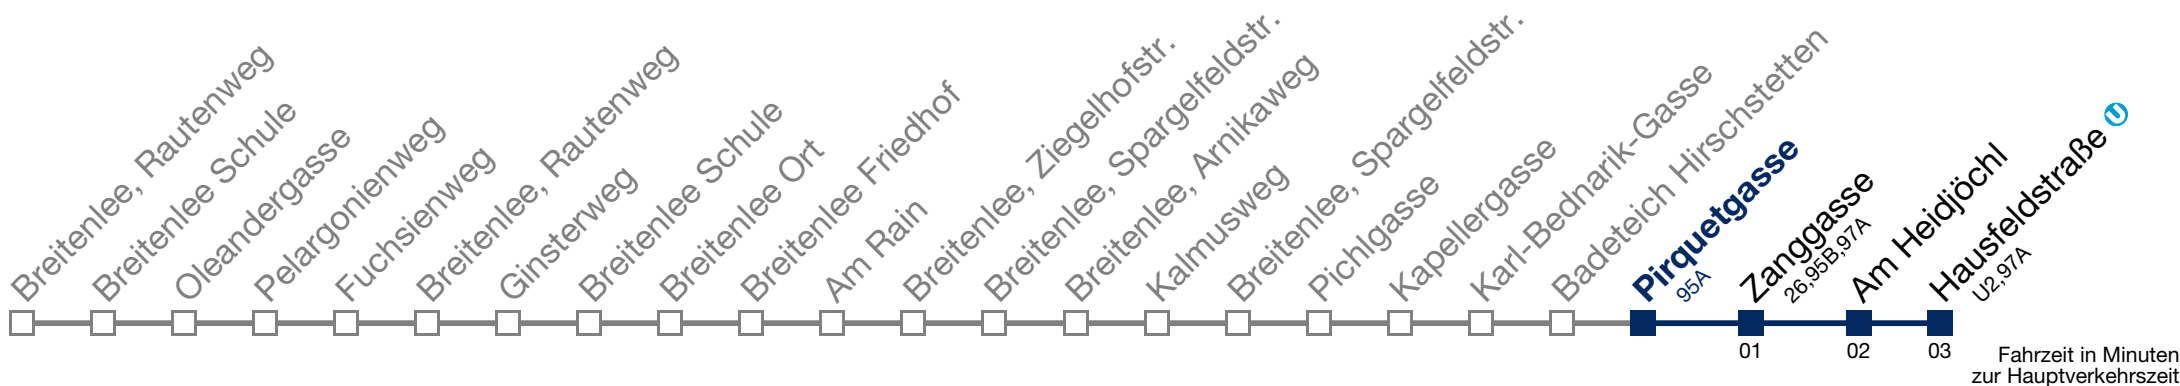 Breitenlee, Rautenweg
Breitenlee Schule
Oleandergasse
Pelargonienweg
Fuchsienweg
Breitenlee, Rautenweg
Ginsterweg
Breitenlee Schule
Breitenlee Ort
Breitenlee Friedhof
Am Rain
Breitenlee, Ziegelhofstr.
Breitenlee, Spargelfeldstr.
Breitenlee, Arnikaweg
Kalmusweg
Breitenlee, Spargelfeldstr.
Pichlgasse
Kapellergasse
Karl-Bednarik-Gasse
Badeteich Hirschstetten
Pirquetgasse
95A
Zanggasse
26,95B,97A
Am Heidjöchl
Hausfeldstraße U
U2,97A
01
02
03
Fahrzeit in Minuten
zur Hauptverkehrszeit